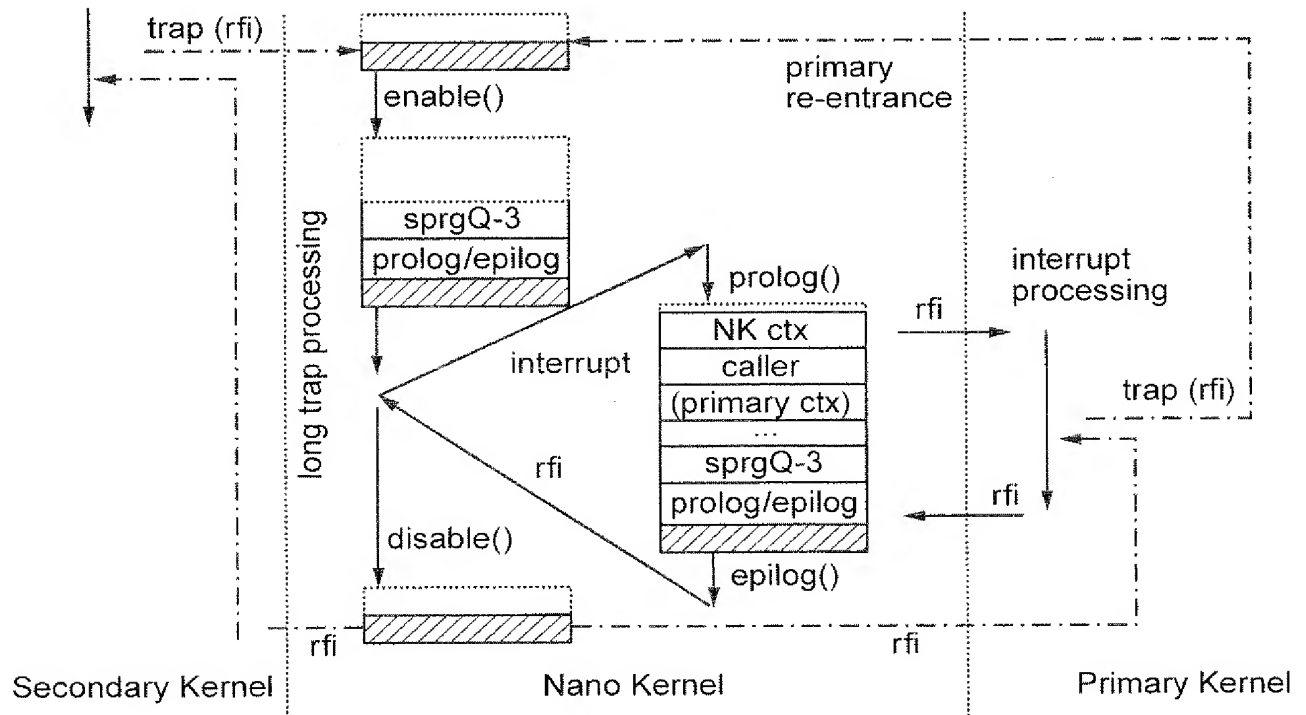 trap (rfi)
primary
re-entrance
enable()
long trap processing
sprgQ-3
prolog/epilog
prolog()
interrupt
processing
NK ctx
rfi
interrupt
caller
(primary ctx)
trap (rfi)
...
rfi
sprgQ-3
prolog/epilog
rfi
disable()
epilog()
rfi
rfi
Secondary Kernel
Nano Kernel
Primary Kernel